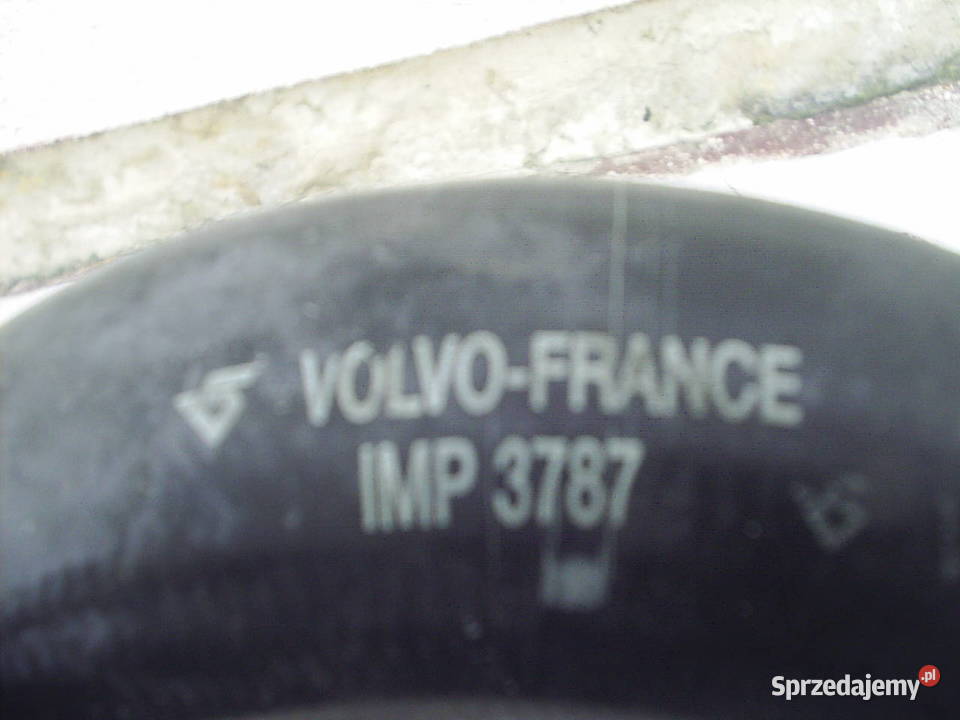 VOLVO-FRANCE
IMP 3787
Sprzedajemy.pl